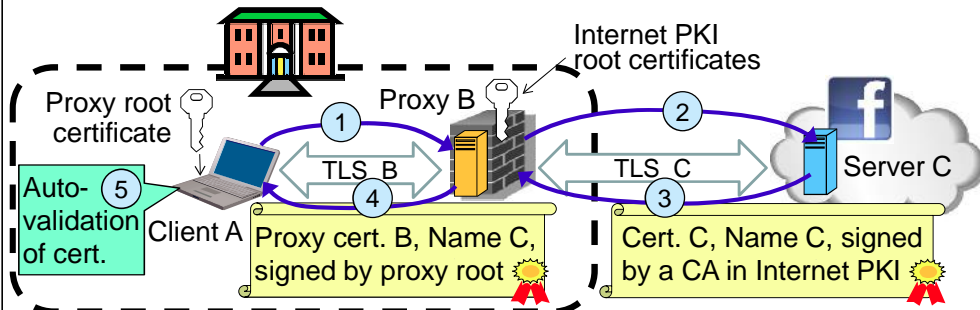 Internet PKI
root certificates
Proxy root
certificate
Proxy B
1
2
f
TLS_B
TLS_C
Server C
Auto-
validation
of cert.
5
4
3
Client A
Proxy cert. B, Name C,
signed by proxy root
Cert. C, Name C, signed
by a CA in Internet PKI